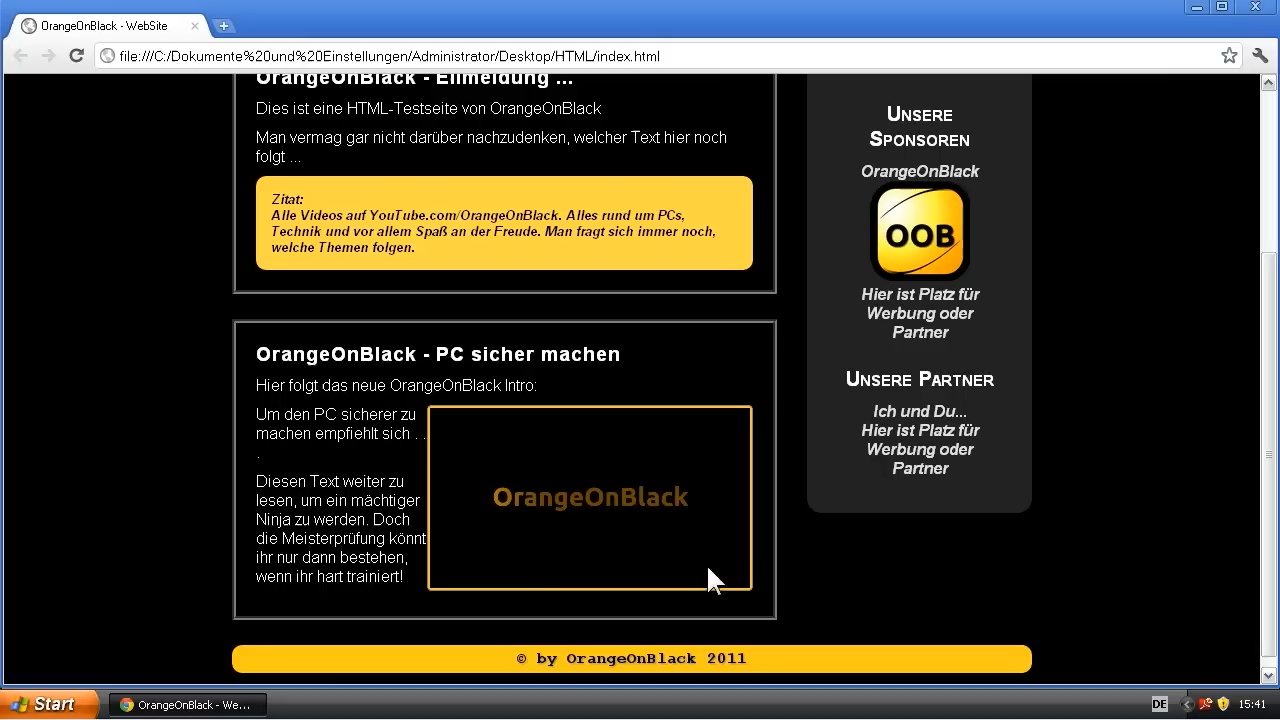 OrangeOnBlack - WebSite
file:///C:/Dokumente%20und%20Einstellungen/Administrator/Desktop/HTML/index.html
OrangeOnBlack - Eilmeldung ...
Dies ist eine HTML-Testseite von OrangeOnBlack
Man vermag gar nicht darüber nachzudenken, welcher Text hier noch
folgt ...
Zitat:
Alle Videos auf YouTube.com/OrangeOnBlack. Alles rund um PCs,
Technik und vor allem Spaß an der Freude. Man fragt sich immer noch,
welche Themen folgen.
OrangeOnBlack - PC sicher machen
Hier folgt das neue OrangeOnBlack Intro:
Um den PC sicherer zu
machen empfiehlt sich . .
.
Diesen Text weiter zu
lesen, um ein mächtiger
Ninja zu werden. Doch
die Meisterprüfung könnt
ihr nur dann bestehen,
wenn ihr hart trainiert!
OrangeOnBlack
Unsere
Sponsoren
OrangeOnBlack
OOB
Hier ist Platz für
Werbung oder
Partner
Unsere Partner
Ich und Du...
Hier ist Platz für
Werbung oder
Partner
© by OrangeOnBlack 2011
Start
OrangeOnBlack - We...
DE
15:41